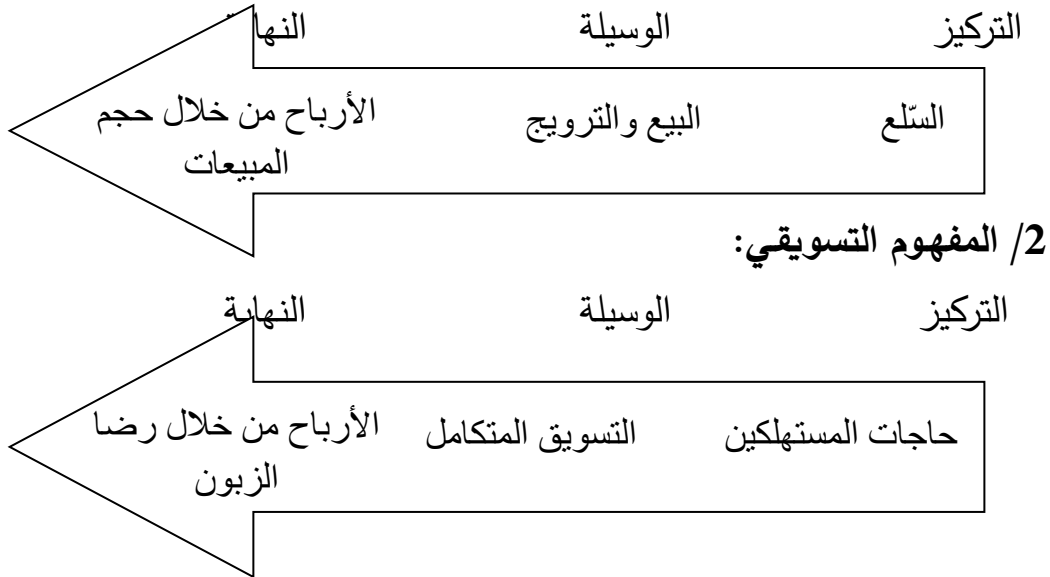 التركيز الوسيلة
السّلع البيع والترويج الأرباح من خلال حجم
المبيعات
2/ المفهوم التسويقي:
التركيز الوسيلة النهاية
حاجات المستهلكين التسويق المتكامل الأرباح من خلال رضا
الزبون